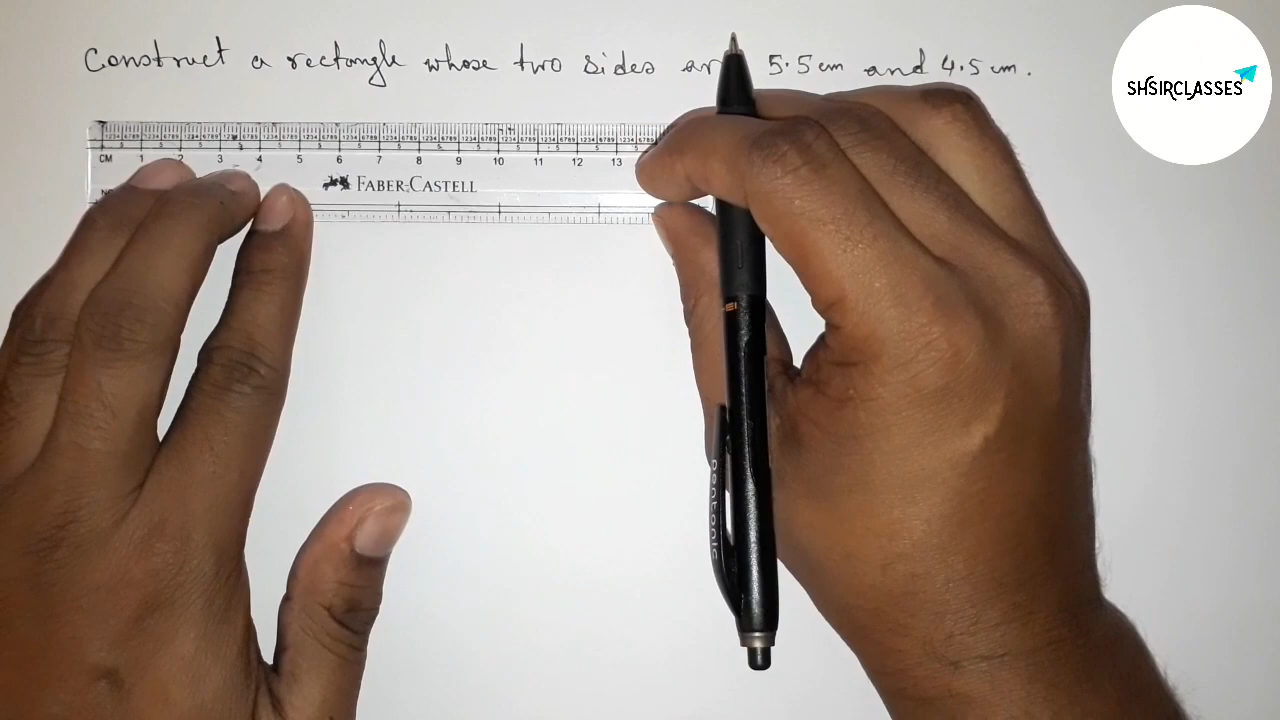 Construct a rectangle whose two sides are 5.5 cm and 4.5 cm.
SHSIRCLASSES
CM 1 2 3 4 5 6 7 8 9 10 11 12 13
FABER-CASTELL
Pentonic